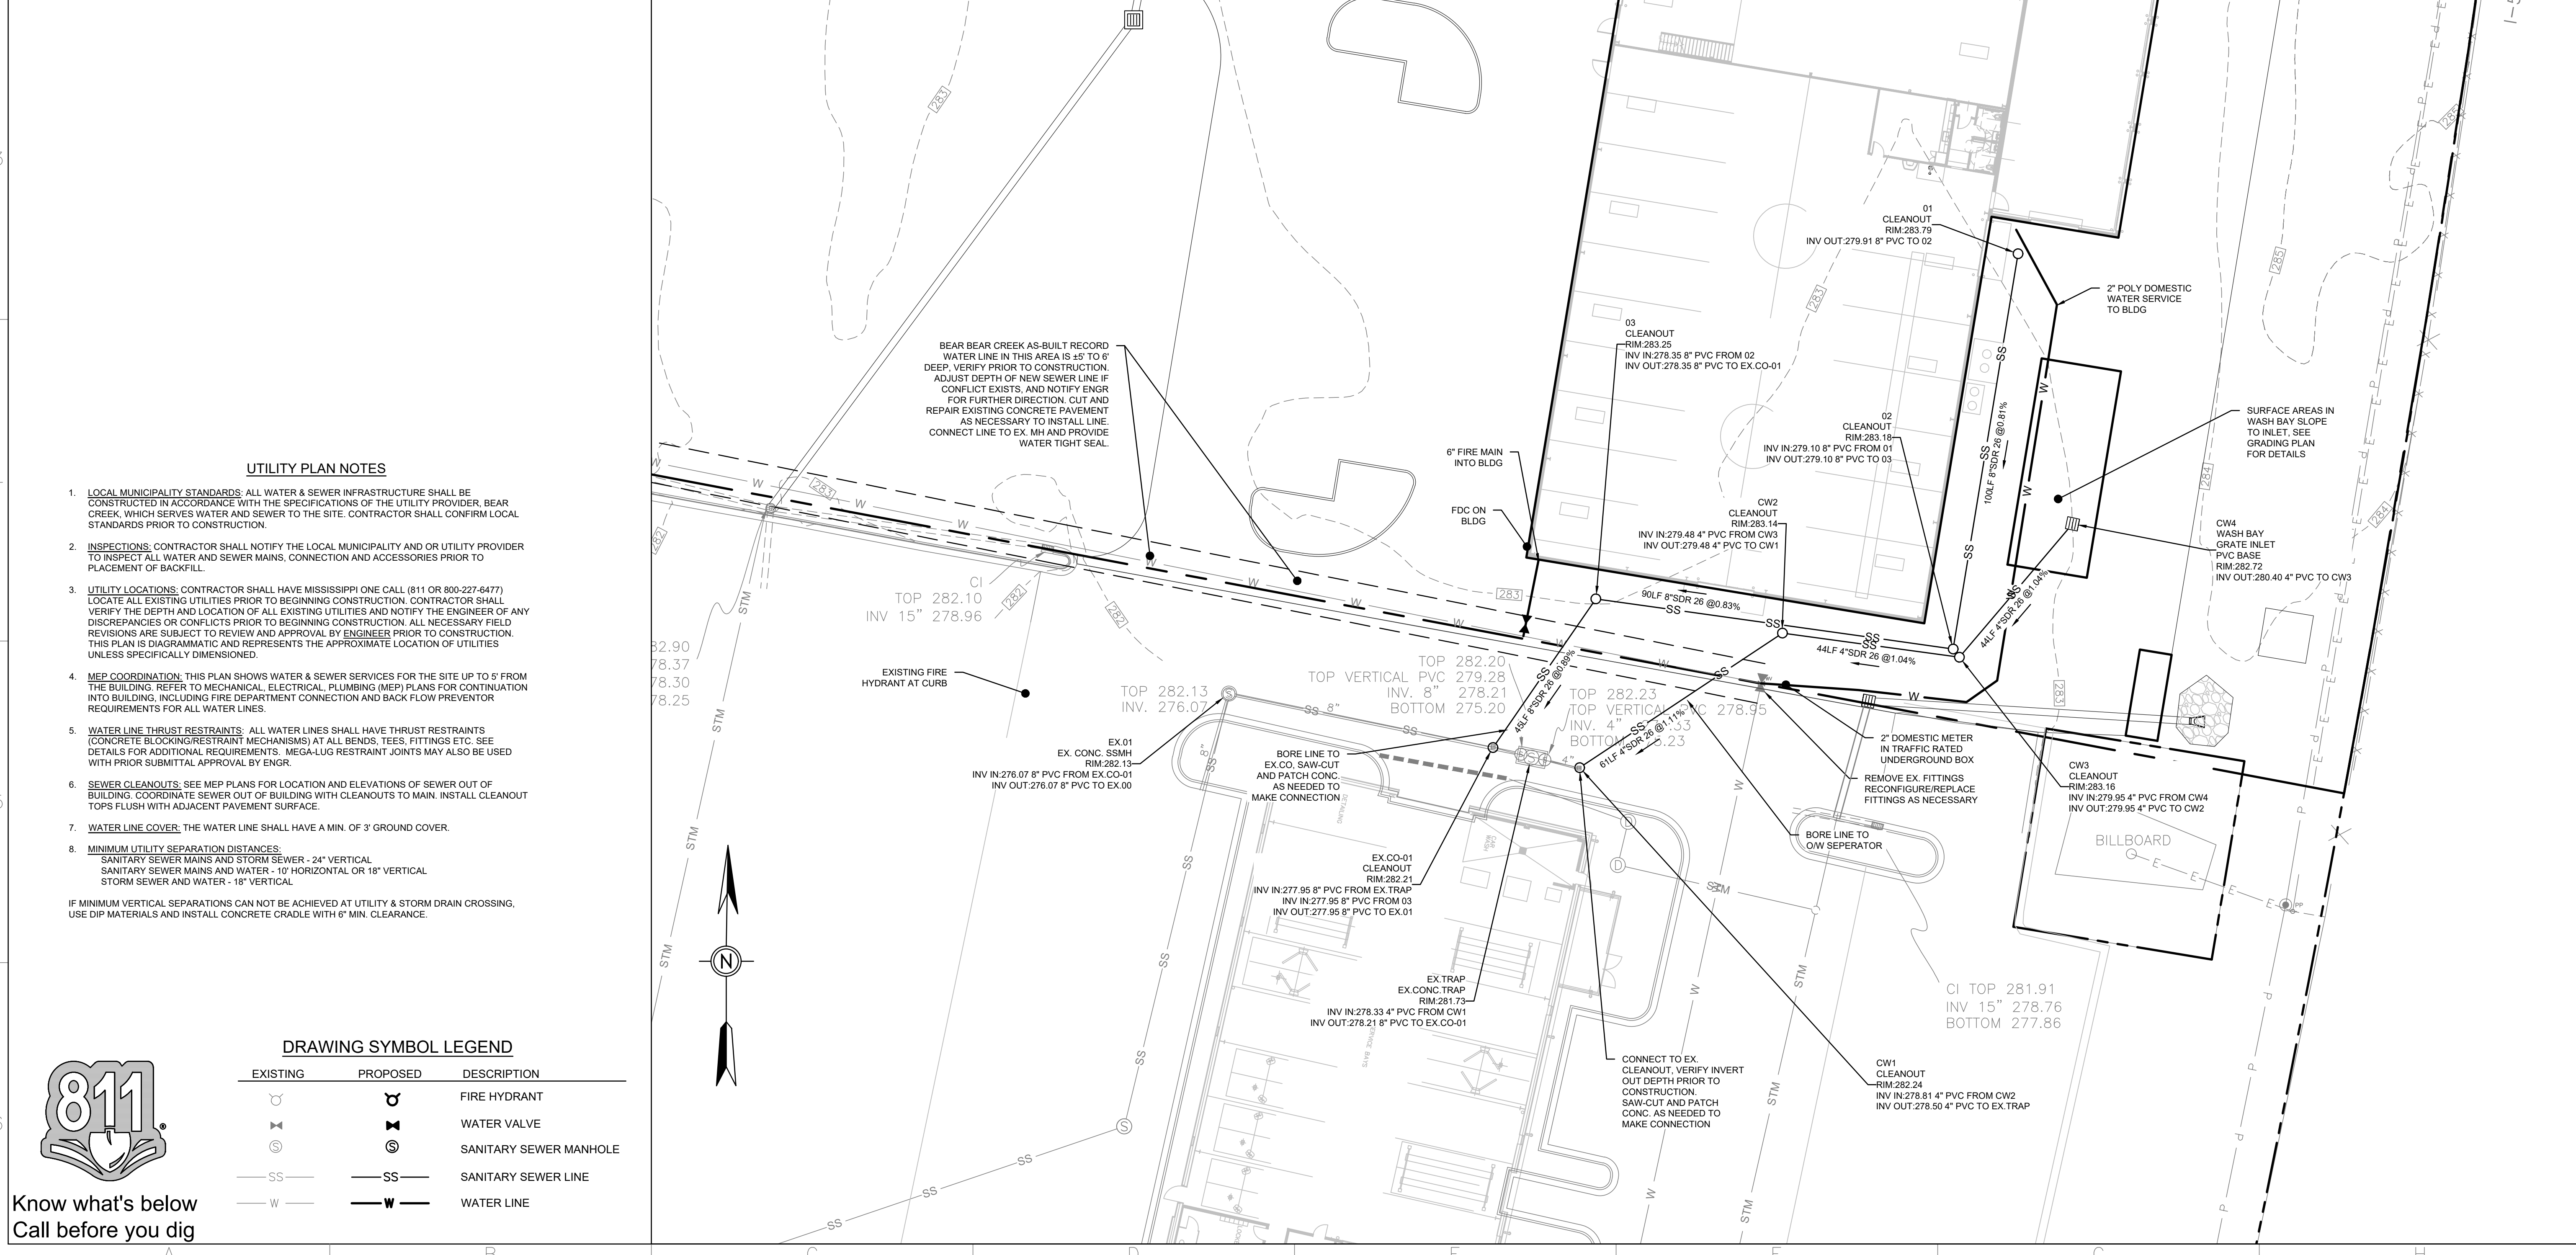 UTILITY PLAN NOTES
1. LOCAL MUNICIPALITY STANDARDS: ALL WATER & SEWER INFRASTRUCTURE SHALL BE
CONSTRUCTED IN ACCORDANCE WITH THE SPECIFICATIONS OF THE UTILITY PROVIDER, BEAR
CREEK, WHICH SERVES WATER AND SEWER TO THE SITE. CONTRACTOR SHALL CONFIRM LOCAL
STANDARDS PRIOR TO CONSTRUCTION.
2. INSPECTIONS: CONTRACTOR SHALL NOTIFY THE LOCAL MUNICIPALITY AND OR UTILITY PROVIDER
TO INSPECT ALL WATER AND SEWER MAINS, CONNECTION AND ACCESSORIES PRIOR TO
PLACEMENT OF BACKFILL.
3. UTILITY LOCATIONS: CONTRACTOR SHALL HAVE MISSISSIPPI ONE CALL (811 OR 800-227-6477)
LOCATE ALL EXISTING UTILITIES PRIOR TO BEGINNING CONSTRUCTION. CONTRACTOR SHALL
VERIFY THE DEPTH AND LOCATION OF ALL EXISTING UTILITIES AND NOTIFY THE ENGINEER OF ANY
DISCREPANCIES OR CONFLICTS PRIOR TO BEGINNING CONSTRUCTION. ALL NECESSARY FIELD
REVISIONS ARE SUBJECT TO REVIEW AND APPROVAL BY ENGINEER PRIOR TO CONSTRUCTION.
THIS PLAN IS DIAGRAMMATIC AND REPRESENTS THE APPROXIMATE LOCATION OF UTILITIES
UNLESS SPECIFICALLY DIMENSIONED.
4. MEP COORDINATION: THIS PLAN SHOWS WATER & SEWER SERVICES FOR THE SITE UP TO 5' FROM
THE BUILDING. REFER TO MECHANICAL, ELECTRICAL, PLUMBING (MEP) PLANS FOR CONTINUATION
INTO BUILDING, INCLUDING FIRE DEPARTMENT CONNECTION AND BACK FLOW PREVENTOR
REQUIREMENTS FOR ALL WATER LINES.
5. WATER LINE THRUST RESTRAINTS: ALL WATER LINES SHALL HAVE THRUST RESTRAINTS
(CONCRETE BLOCKING/RESTRAINT MECHANISMS) AT ALL BENDS, TEES, FITTINGS ETC. SEE
DETAILS FOR ADDITIONAL REQUIREMENTS. MEGA-LUG RESTRAINT JOINTS MAY ALSO BE USED
WITH PRIOR SUBMITTAL APPROVAL BY ENGR.
6. SEWER CLEANOUTS: SEE MEP PLANS FOR LOCATION AND ELEVATIONS OF SEWER OUT OF
BUILDING. COORDINATE SEWER OUT OF BUILDING WITH CLEANOUTS TO MAIN. INSTALL CLEANOUT
TOPS FLUSH WITH ADJACENT PAVEMENT SURFACE.
7. WATER LINE COVER: THE WATER LINE SHALL HAVE A MIN. OF 3' GROUND COVER.
8. MINIMUM UTILITY SEPARATION DISTANCES:
SANITARY SEWER MAINS AND STORM SEWER - 24" VERTICAL
SANITARY SEWER MAINS AND WATER - 10' HORIZONTAL OR 18" VERTICAL
STORM SEWER AND WATER - 18" VERTICAL
IF MINIMUM VERTICAL SEPARATIONS CAN NOT BE ACHIEVED AT UTILITY & STORM DRAIN CROSSING,
USE DIP MATERIALS AND INSTALL CONCRETE CRADLE WITH 6" MIN. CLEARANCE.
DRAWING SYMBOL LEGEND
EXISTING PROPOSED DESCRIPTION
FIRE HYDRANT
WATER VALVE
S S SANITARY SEWER MANHOLE
SS SS SANITARY SEWER LINE
W W WATER LINE
811
Know what's below
Call before you dig
N
BEAR BEAR CREEK AS-BUILT RECORD
WATER LINE IN THIS AREA IS ±5' TO 6'
DEEP, VERIFY PRIOR TO CONSTRUCTION.
ADJUST DEPTH OF NEW SEWER LINE IF
CONFLICT EXISTS, AND NOTIFY ENGR
FOR FURTHER DIRECTION. CUT AND
REPAIR EXISTING CONCRETE PAVEMENT
AS NECESSARY TO INSTALL LINE.
CONNECT LINE TO EX. MH AND PROVIDE
WATER TIGHT SEAL.
6" FIRE MAIN
INTO BLDG
FDC ON
BLDG
01
CLEANOUT
RIM:283.79
INV OUT:279.91 8" PVC TO 02
03
CLEANOUT
RIM:283.25
INV IN:278.35 8" PVC FROM 02
INV OUT:278.35 8" PVC TO EX.CO-01
02
CLEANOUT
RIM:283.18
INV IN:279.10 8" PVC FROM 01
INV OUT:279.10 8" PVC TO 03
CW2
CLEANOUT
RIM:283.14
INV IN:279.48 4" PVC FROM CW3
INV OUT:279.48 4" PVC TO CW1
2" POLY DOMESTIC
WATER SERVICE
TO BLDG
SURFACE AREAS IN
WASH BAY SLOPE
TO INLET, SEE
GRADING PLAN
FOR DETAILS
CW4
WASH BAY
GRATE INLET
PVC BASE
RIM:282.72
INV OUT:280.40 4" PVC TO CW3
100LF 8"SDR 26 @0.81%
90LF 8"SDR 26 @0.83%
44LF 4"SDR 26 @1.04%
44LF 4"SDR 26 @1.04%
45LF 8"SDR 26 @0.89%
61LF 4"SDR 26 @1.11%
CI
TOP 282.10
INV 15" 278.96
82.90
78.37
78.30
78.25
EXISTING FIRE
HYDRANT AT CURB
TOP 282.13
INV. 276.07
TOP 282.20
TOP VERTICAL PVC 279.28
INV. 8" 278.21
BOTTOM 275.20
TOP 282.23
TOP VERTICAL PVC 278.95
INV. 4"
BOTTOM
EX.01
EX. CONC. SSMH
RIM:282.13
INV IN:276.07 8" PVC FROM EX.CO-01
INV OUT:276.07 8" PVC TO EX.00
BORE LINE TO
EX.CO, SAW-CUT
AND PATCH CONC.
AS NEEDED TO
MAKE CONNECTION
EX.CO-01
CLEANOUT
RIM:282.21
INV IN:277.95 8" PVC FROM EX.TRAP
INV IN:277.95 8" PVC FROM 03
INV OUT:277.95 8" PVC TO EX.01
EX.TRAP
EX.CONC.TRAP
RIM:281.73
INV IN:278.33 4" PVC FROM CW1
INV OUT:278.21 8" PVC TO EX.CO-01
2" DOMESTIC METER
IN TRAFFIC RATED
UNDERGROUND BOX
REMOVE EX. FITTINGS
RECONFIGURE/REPLACE
FITTINGS AS NECESSARY
BORE LINE TO
O/W SEPERATOR
CW3
CLEANOUT
RIM:283.16
INV IN:279.95 4" PVC FROM CW4
INV OUT:279.95 4" PVC TO CW2
BILLBOARD
CI TOP 281.91
INV 15" 278.76
BOTTOM 277.86
CONNECT TO EX.
CLEANOUT, VERIFY INVERT
OUT DEPTH PRIOR TO
CONSTRUCTION.
SAW-CUT AND PATCH
CONC. AS NEEDED TO
MAKE CONNECTION
CW1
CLEANOUT
RIM:282.24
INV IN:278.81 4" PVC FROM CW2
INV OUT:278.50 4" PVC TO EX.TRAP